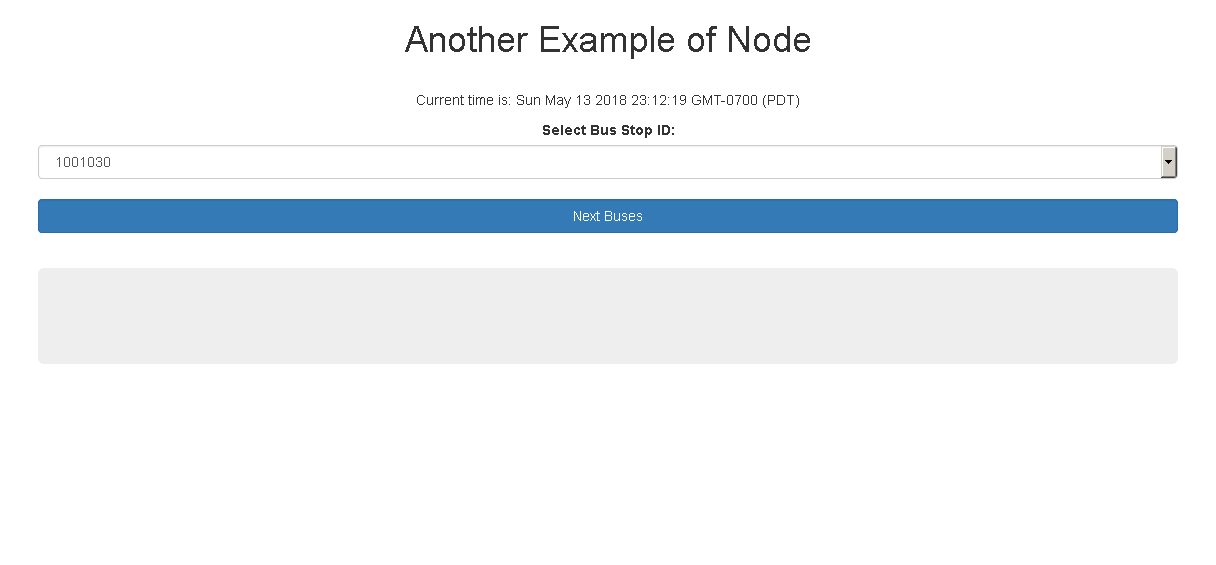 Another Example of Node
Current time is: Sun May 13 2018 23:12:19 GMT-0700 (PDT)
Select Bus Stop ID:
1001030
Next Buses